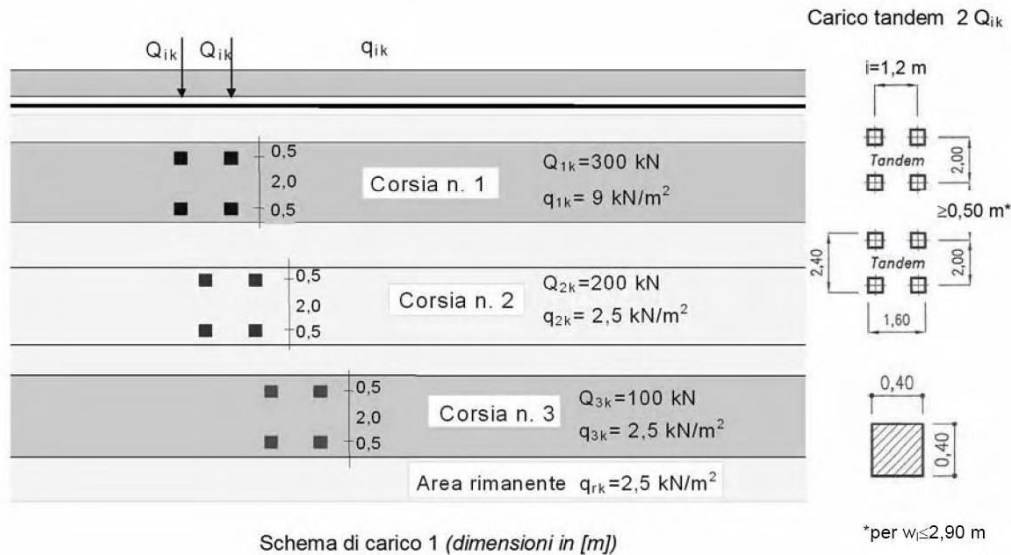 Carico tandem 2 Qik
Qik Qik qik
i=1,2 m
0,5
2,0
0,5
Corsia n. 1
Q1k=300 kN
q1k= 9 kN/m²
Tandem
2,00
≥0,50 m*
0,5
2,0
0,5
Corsia n. 2
Q2k=200 kN
q2k= 2,5 kN/m²
2,40
Tandem
2,00
1,60
0,5
2,0
0,5
Corsia n. 3
Q3k=100 kN
q3k= 2,5 kN/m²
0,40
0,40
Area rimanente qrk=2,5 kN/m²
Schema di carico 1 (dimensioni in [m])
*per wl≤2,90 m